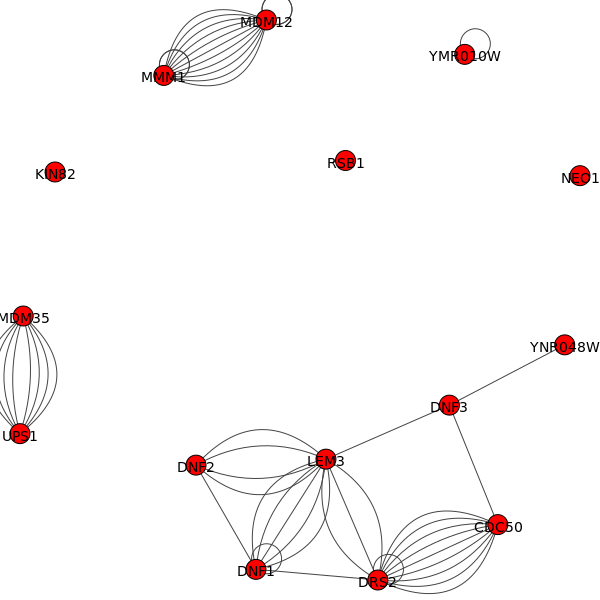 MDM12
YMR010W
MMM1
RSB1
KIN82
NEO1
MDM35
YNR048W
DNF3
UPS1
LEM3
DNF2
CDC50
DNF1
DRS2